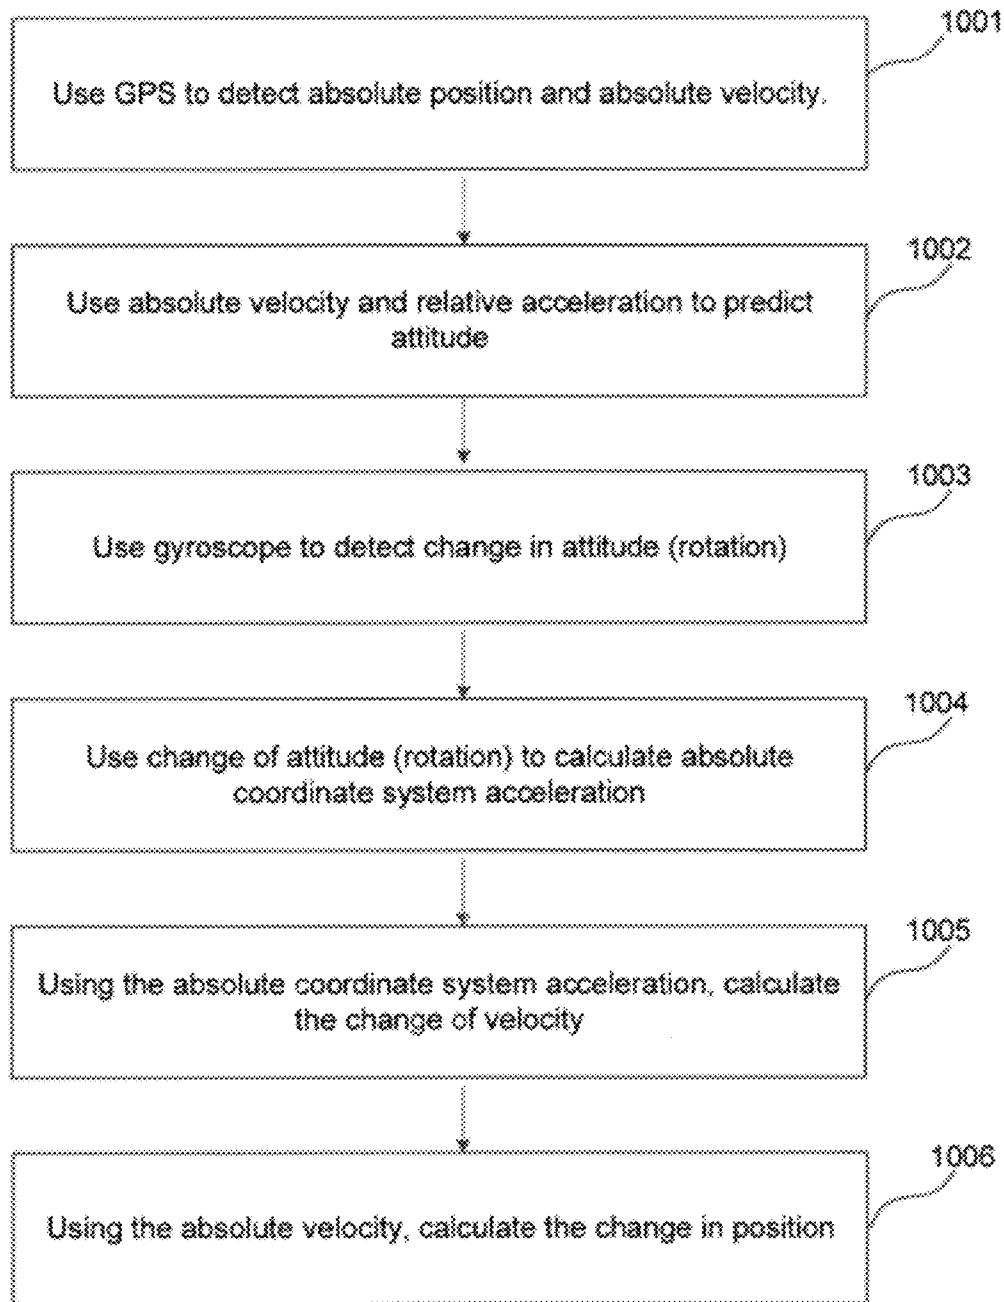 1001
Use GPS to detect absolute position and absolute velocity.
1002
Use absolute velocity and relative acceleration to predict
attitude
1003
Use gyroscope to detect change in attitude (rotation)
1004
Use change of attitude (rotation) to calculate absolute
coordinate system acceleration
1005
Using the absolute coordinate system acceleration, calculate
the change of velocity
1006
Using the absolute velocity, calculate the change in position